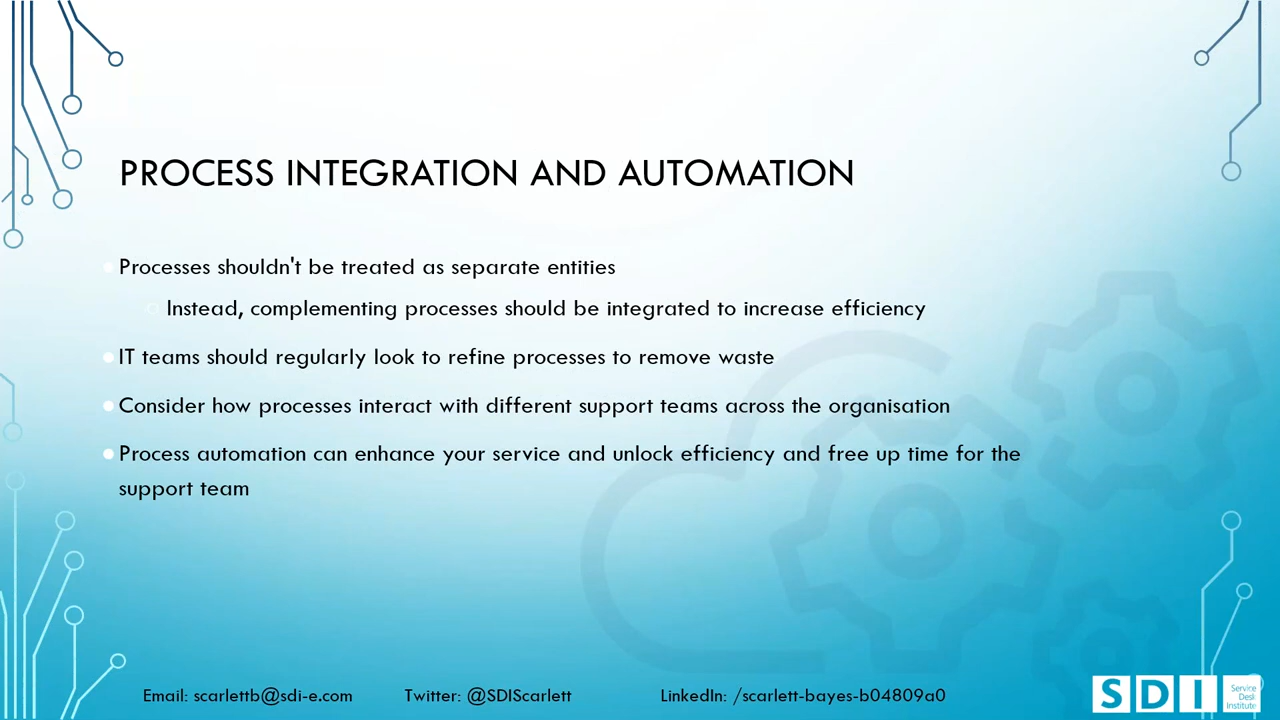 PROCESS INTEGRATION AND AUTOMATION
Processes shouldn't be treated as separate entities
Instead, complementing processes should be integrated to increase efficiency
IT teams should regularly look to refine processes to remove waste
Consider how processes interact with different support teams across the organisation
Process automation can enhance your service and unlock efficiency and free up time for the
support team
Email: scarlettb@sdi-e.com
Twitter: @SDIScarlett
LinkedIn: /scarlett-bayes-b04809a0
SDI
Service
Desk
Institute